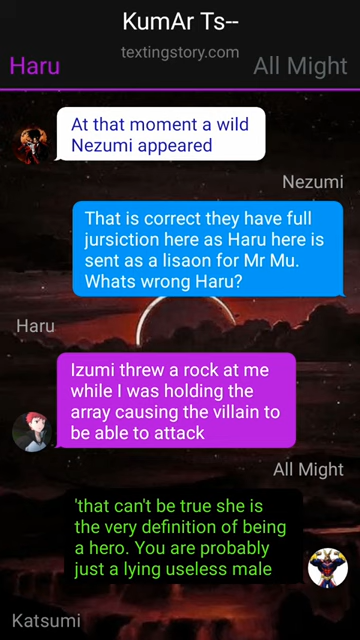 KumAr Ts--
textingstory.com
Haru
All Might
At that moment a wild
Nezumi appeared
Nezumi
That is correct they have full
jursiction here as Haru here is
sent as a lisaon for Mr Mu.
Whats wrong Haru?
Haru
Izumi threw a rock at me
while I was holding the
array causing the villain to
be able to attack
All Might
'that can't be true she is
the very definition of being
a hero. You are probably
just a lying useless male
Katsumi